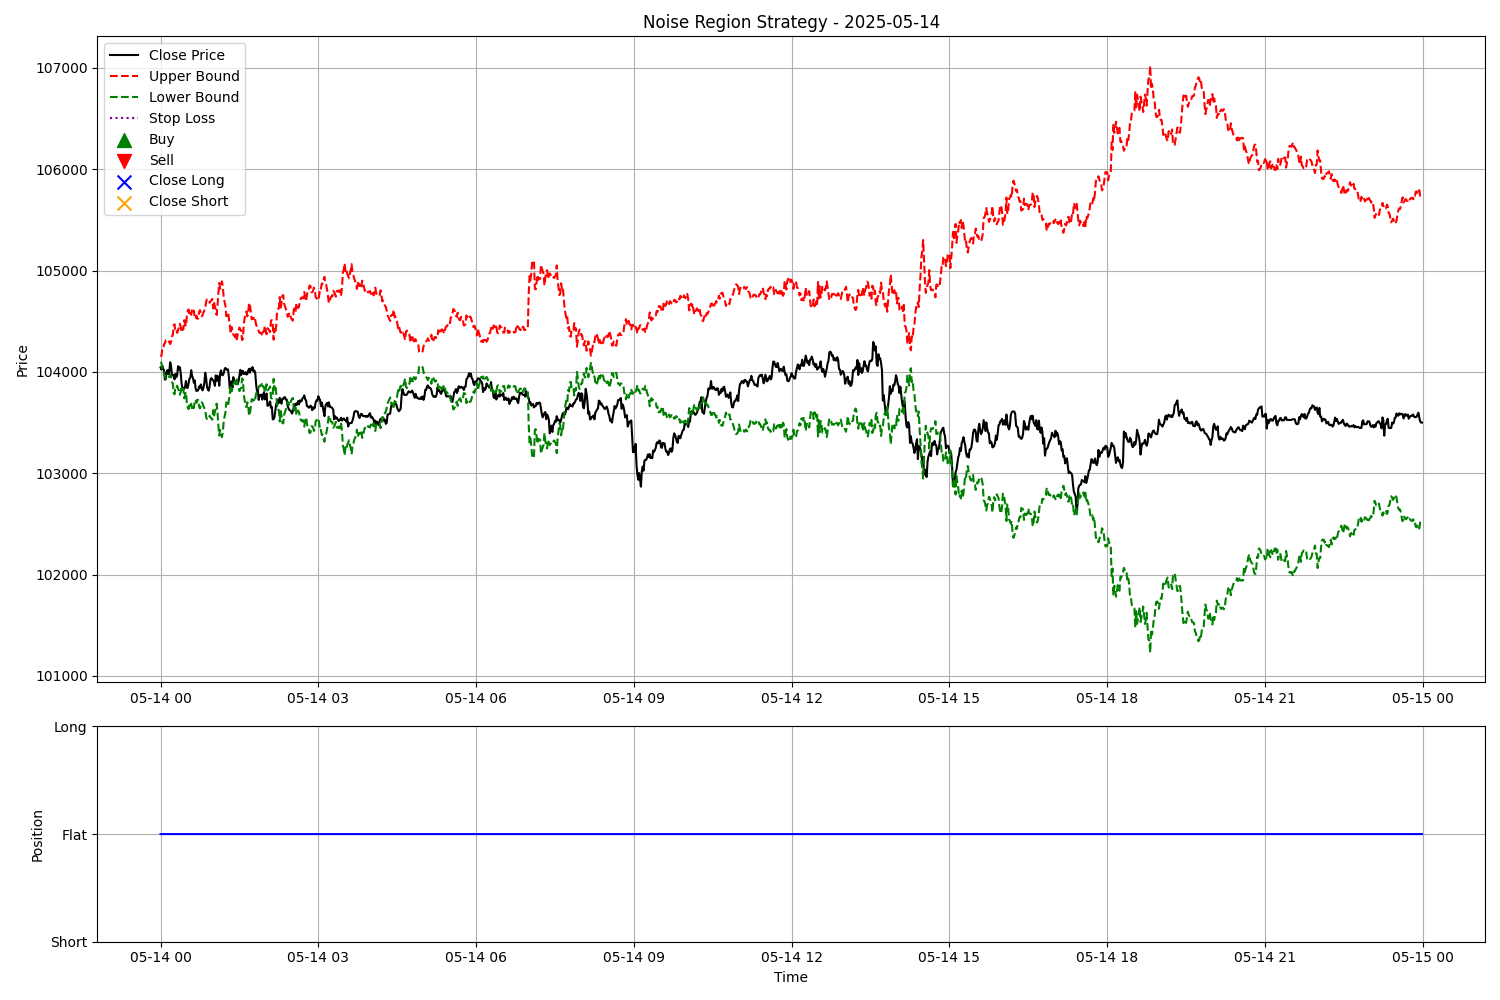 Noise Region Strategy - 2025-05-14
Close Price
Upper Bound
Lower Bound
Stop Loss
Buy
Sell
Close Long
Close Short
Price
107000
106000
105000
104000
103000
102000
101000
05-14 00 05-14 03 05-14 06 05-14 09 05-14 12 05-14 15 05-14 18 05-14 21 05-15 00
Position
Long
Flat
Short
05-14 00 05-14 03 05-14 06 05-14 09 05-14 12 05-14 15 05-14 18 05-14 21 05-15 00
Time